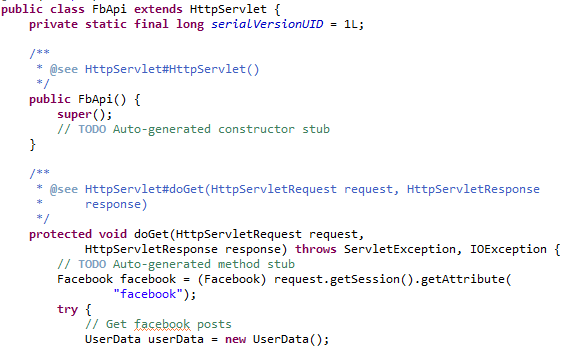 public class FbApi extends HttpServlet {
    private static final long serialVersionUID = 1L;

    /**
     * @see HttpServlet#HttpServlet()
     */
    public FbApi() {
        super();
        // TODO Auto-generated constructor stub
    }

    /**
     * @see HttpServlet#doGet(HttpServletRequest request, HttpServletResponse
     *      response)
     */
    protected void doGet(HttpServletRequest request,
            HttpServletResponse response) throws ServletException, IOException {
        // TODO Auto-generated method stub
        Facebook facebook = (Facebook) request.getSession().getAttribute(
                "facebook");
        try {
            // Get facebook posts
            UserData userData = new UserData();